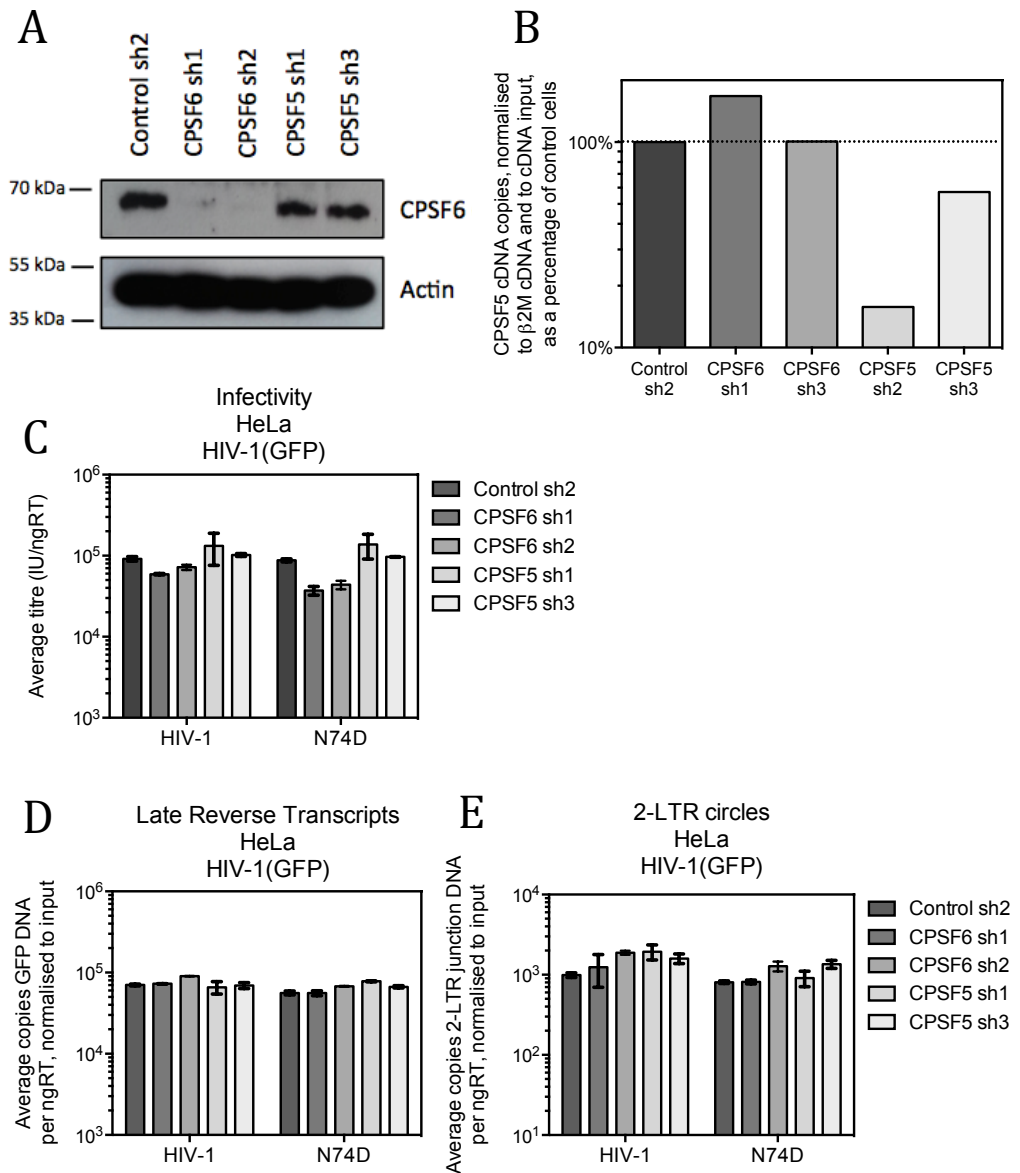 A
Control sh2
CPSF6 sh1
CPSF6 sh2
CPSF5 sh1
CPSF5 sh3
70 kDa
CPSF6
55 kDa
Actin
35 kDa
B
CPSF5 cDNA copies, normalised
to β2M cDNA and to cDNA input,
as a percentage of control cells
100%
10%
Control
sh2
CPSF6
sh1
CPSF6
sh3
CPSF5
sh2
CPSF5
sh3
C
Infectivity
HeLa
HIV-1(GFP)
Average titre (IU/ngRT)
10⁶
10⁵
10⁴
10³
HIV-1
N74D
Control sh2
CPSF6 sh1
CPSF6 sh2
CPSF5 sh1
CPSF5 sh3
D
Late Reverse Transcripts
HeLa
HIV-1(GFP)
Average copies GFP DNA
per ngRT, normalised to input
10⁶
10⁵
10⁴
10³
HIV-1
N74D
E
2-LTR circles
HeLa
HIV-1(GFP)
Average copies 2-LTR junction DNA
per ngRT, normalised to input
10⁴
10³
10²
10¹
HIV-1
N74D
Control sh2
CPSF6 sh1
CPSF6 sh2
CPSF5 sh1
CPSF5 sh3